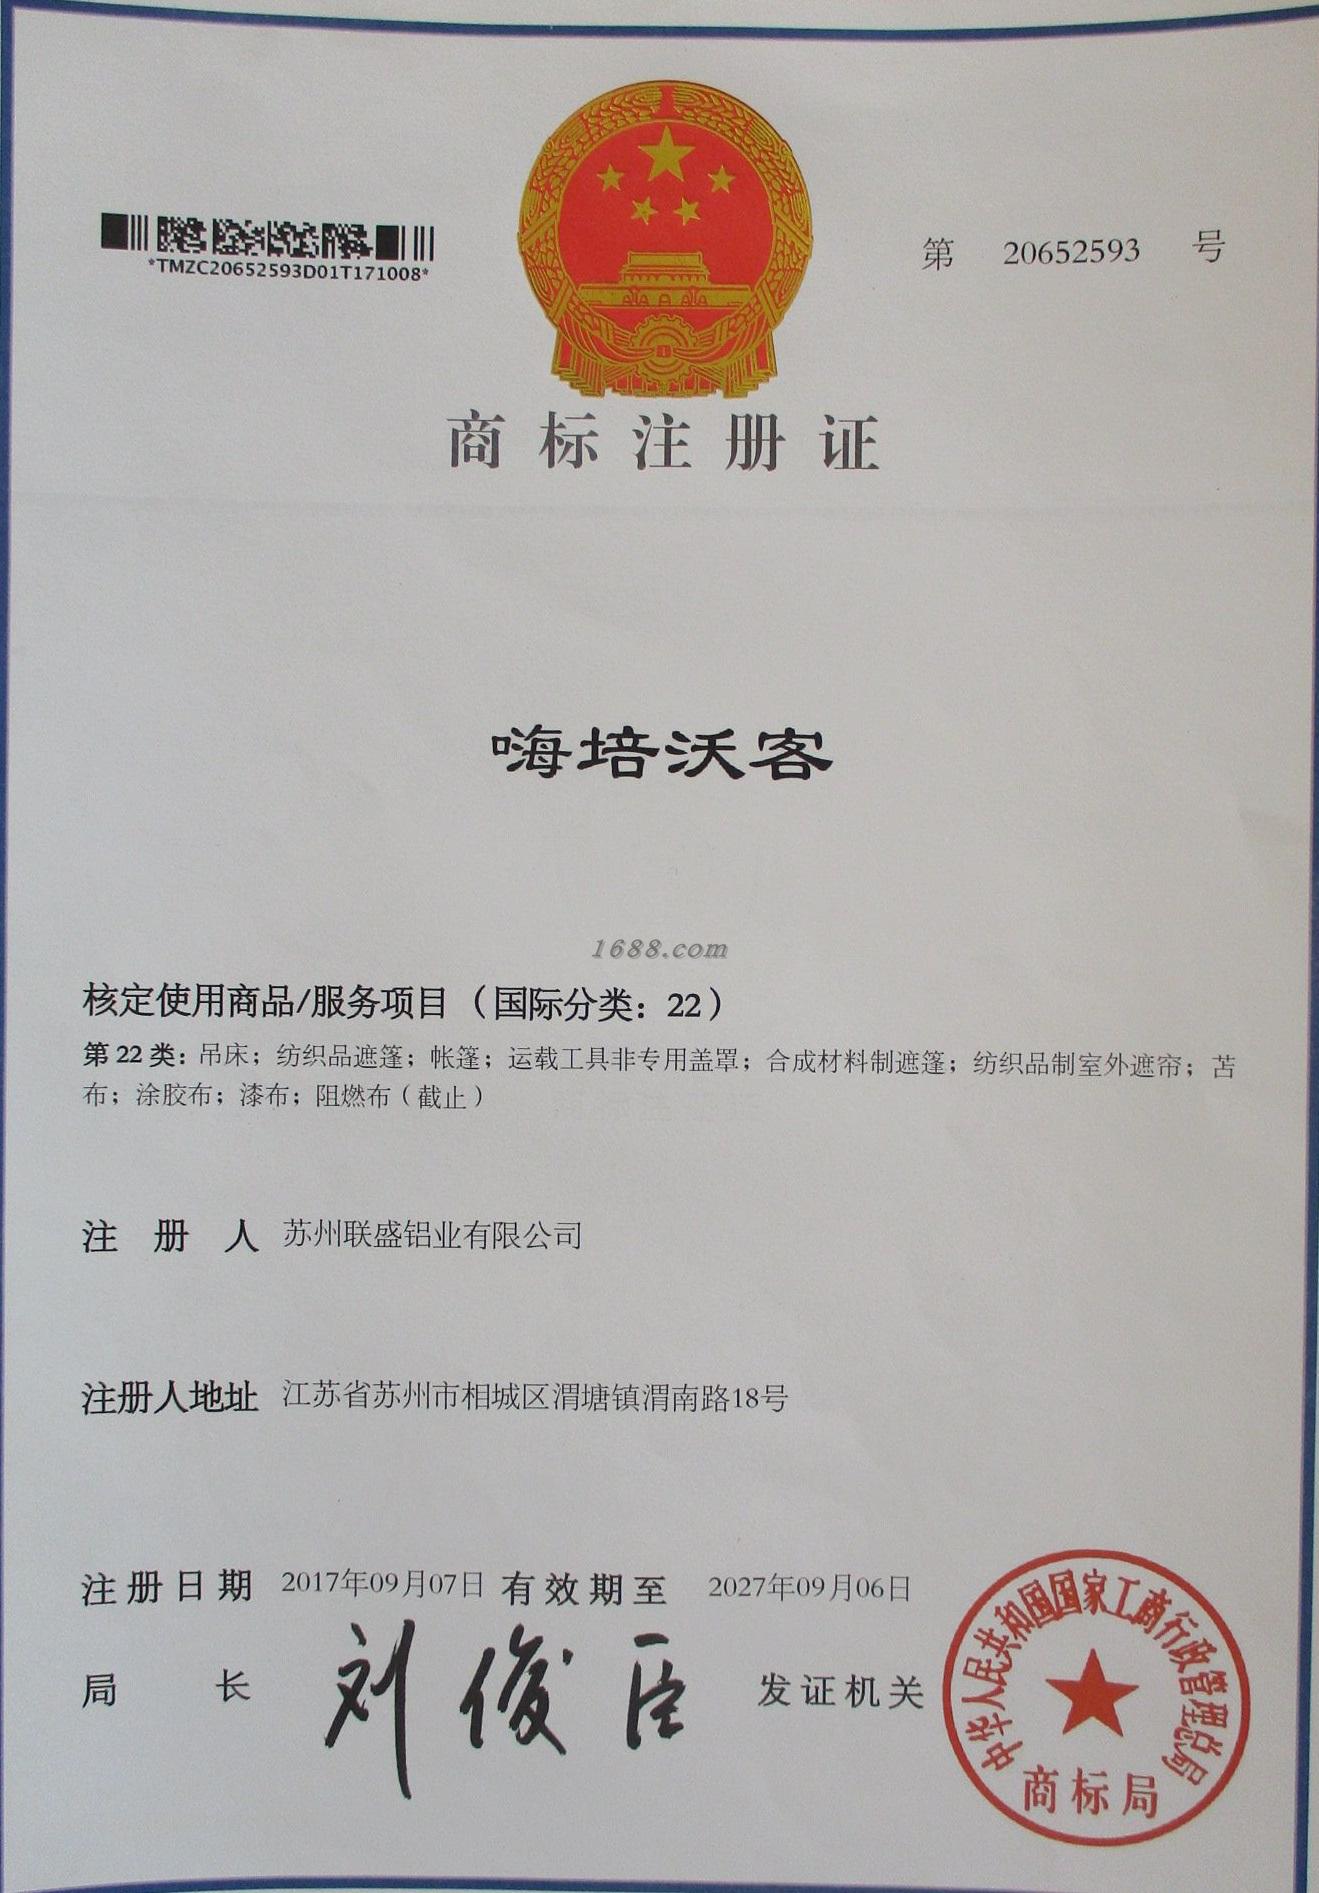 *TMZC20652593D01T171008*
第 20652593 号
商标注册证
嗨培沃客
1688.com
核定使用商品/服务项目（国际分类：22）
第 22 类：吊床；纺织品遮篷；帐篷；运载工具非专用盖罩；合成材料制遮篷；纺织品制室外遮帘；苫
布；涂胶布；漆布；阻燃布（截止）
注册人 苏州联盛铝业有限公司
注册人地址 江苏省苏州市相城区渭塘镇渭南路18号
注册日期 2017年09月07日 有效期至 2027年09月06日
局长 刘俊臣 发证机关
中华人民共和国国家工商行政管理总局
商标局